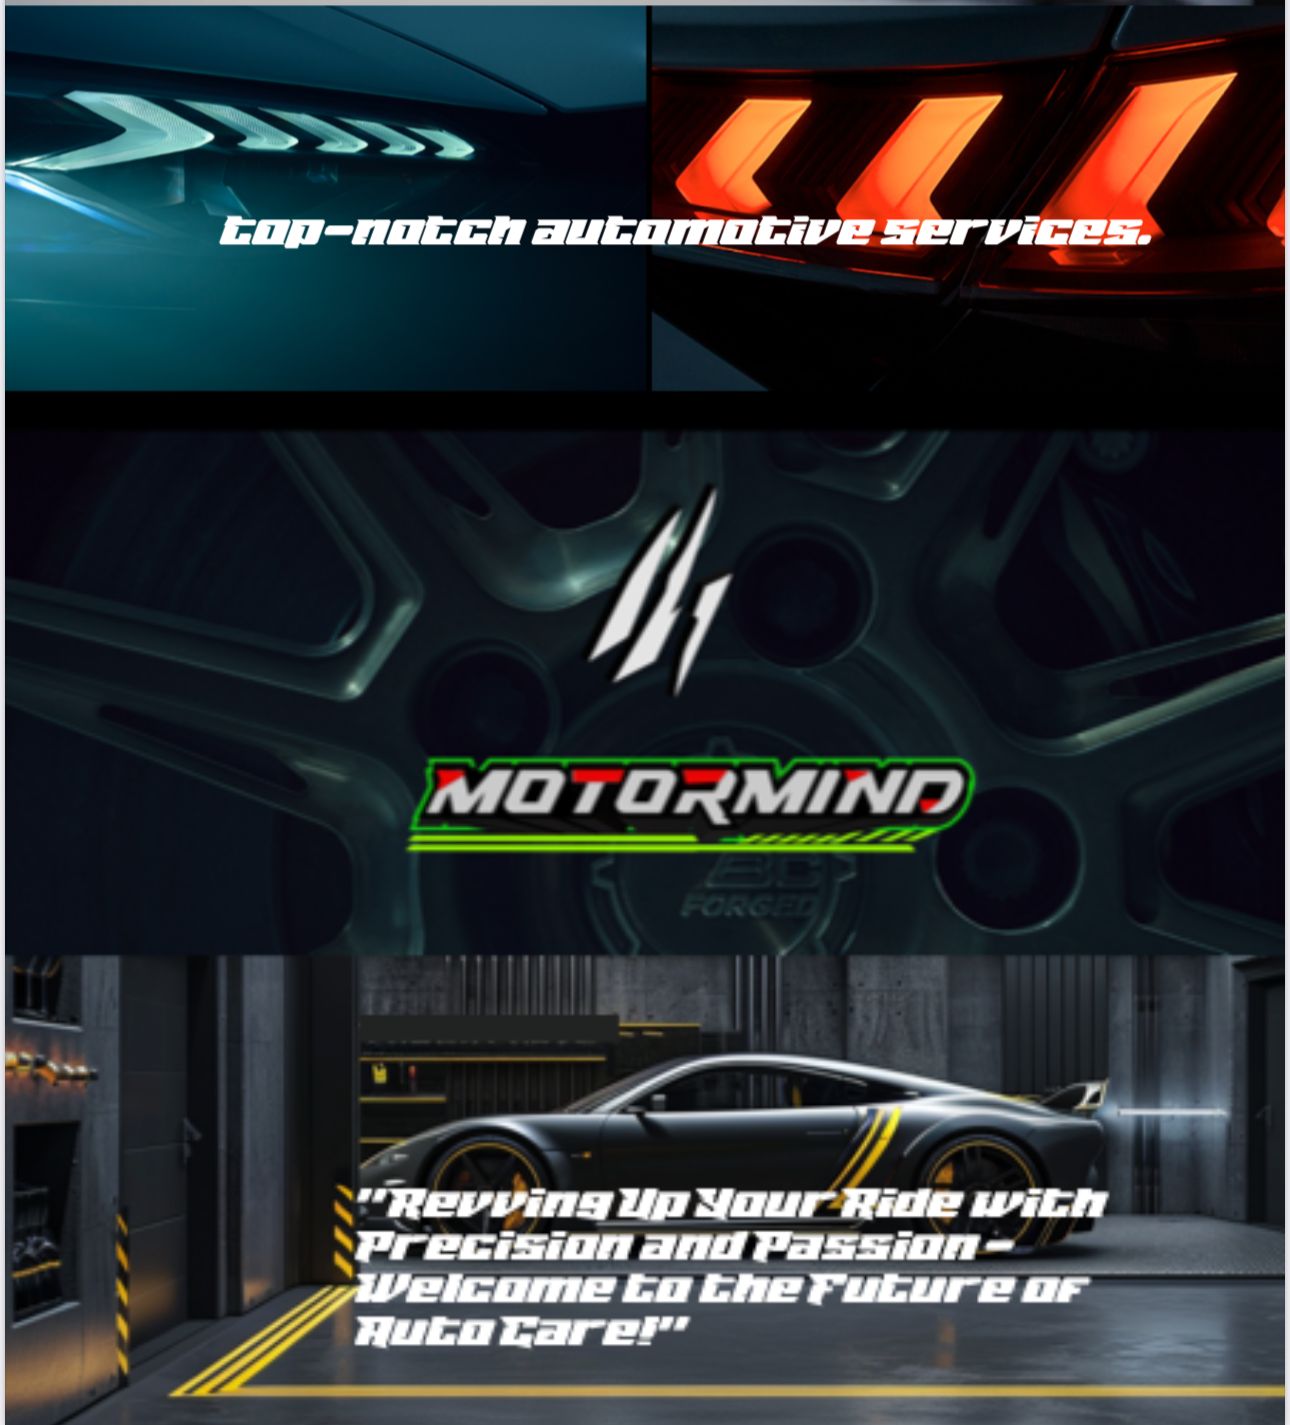 top-notch automotive services.
MOTORMIND
BC
FORGED
"Revving Up Your Ride with
Precision and Passion -
Welcome to the Future of
Auto Care!"